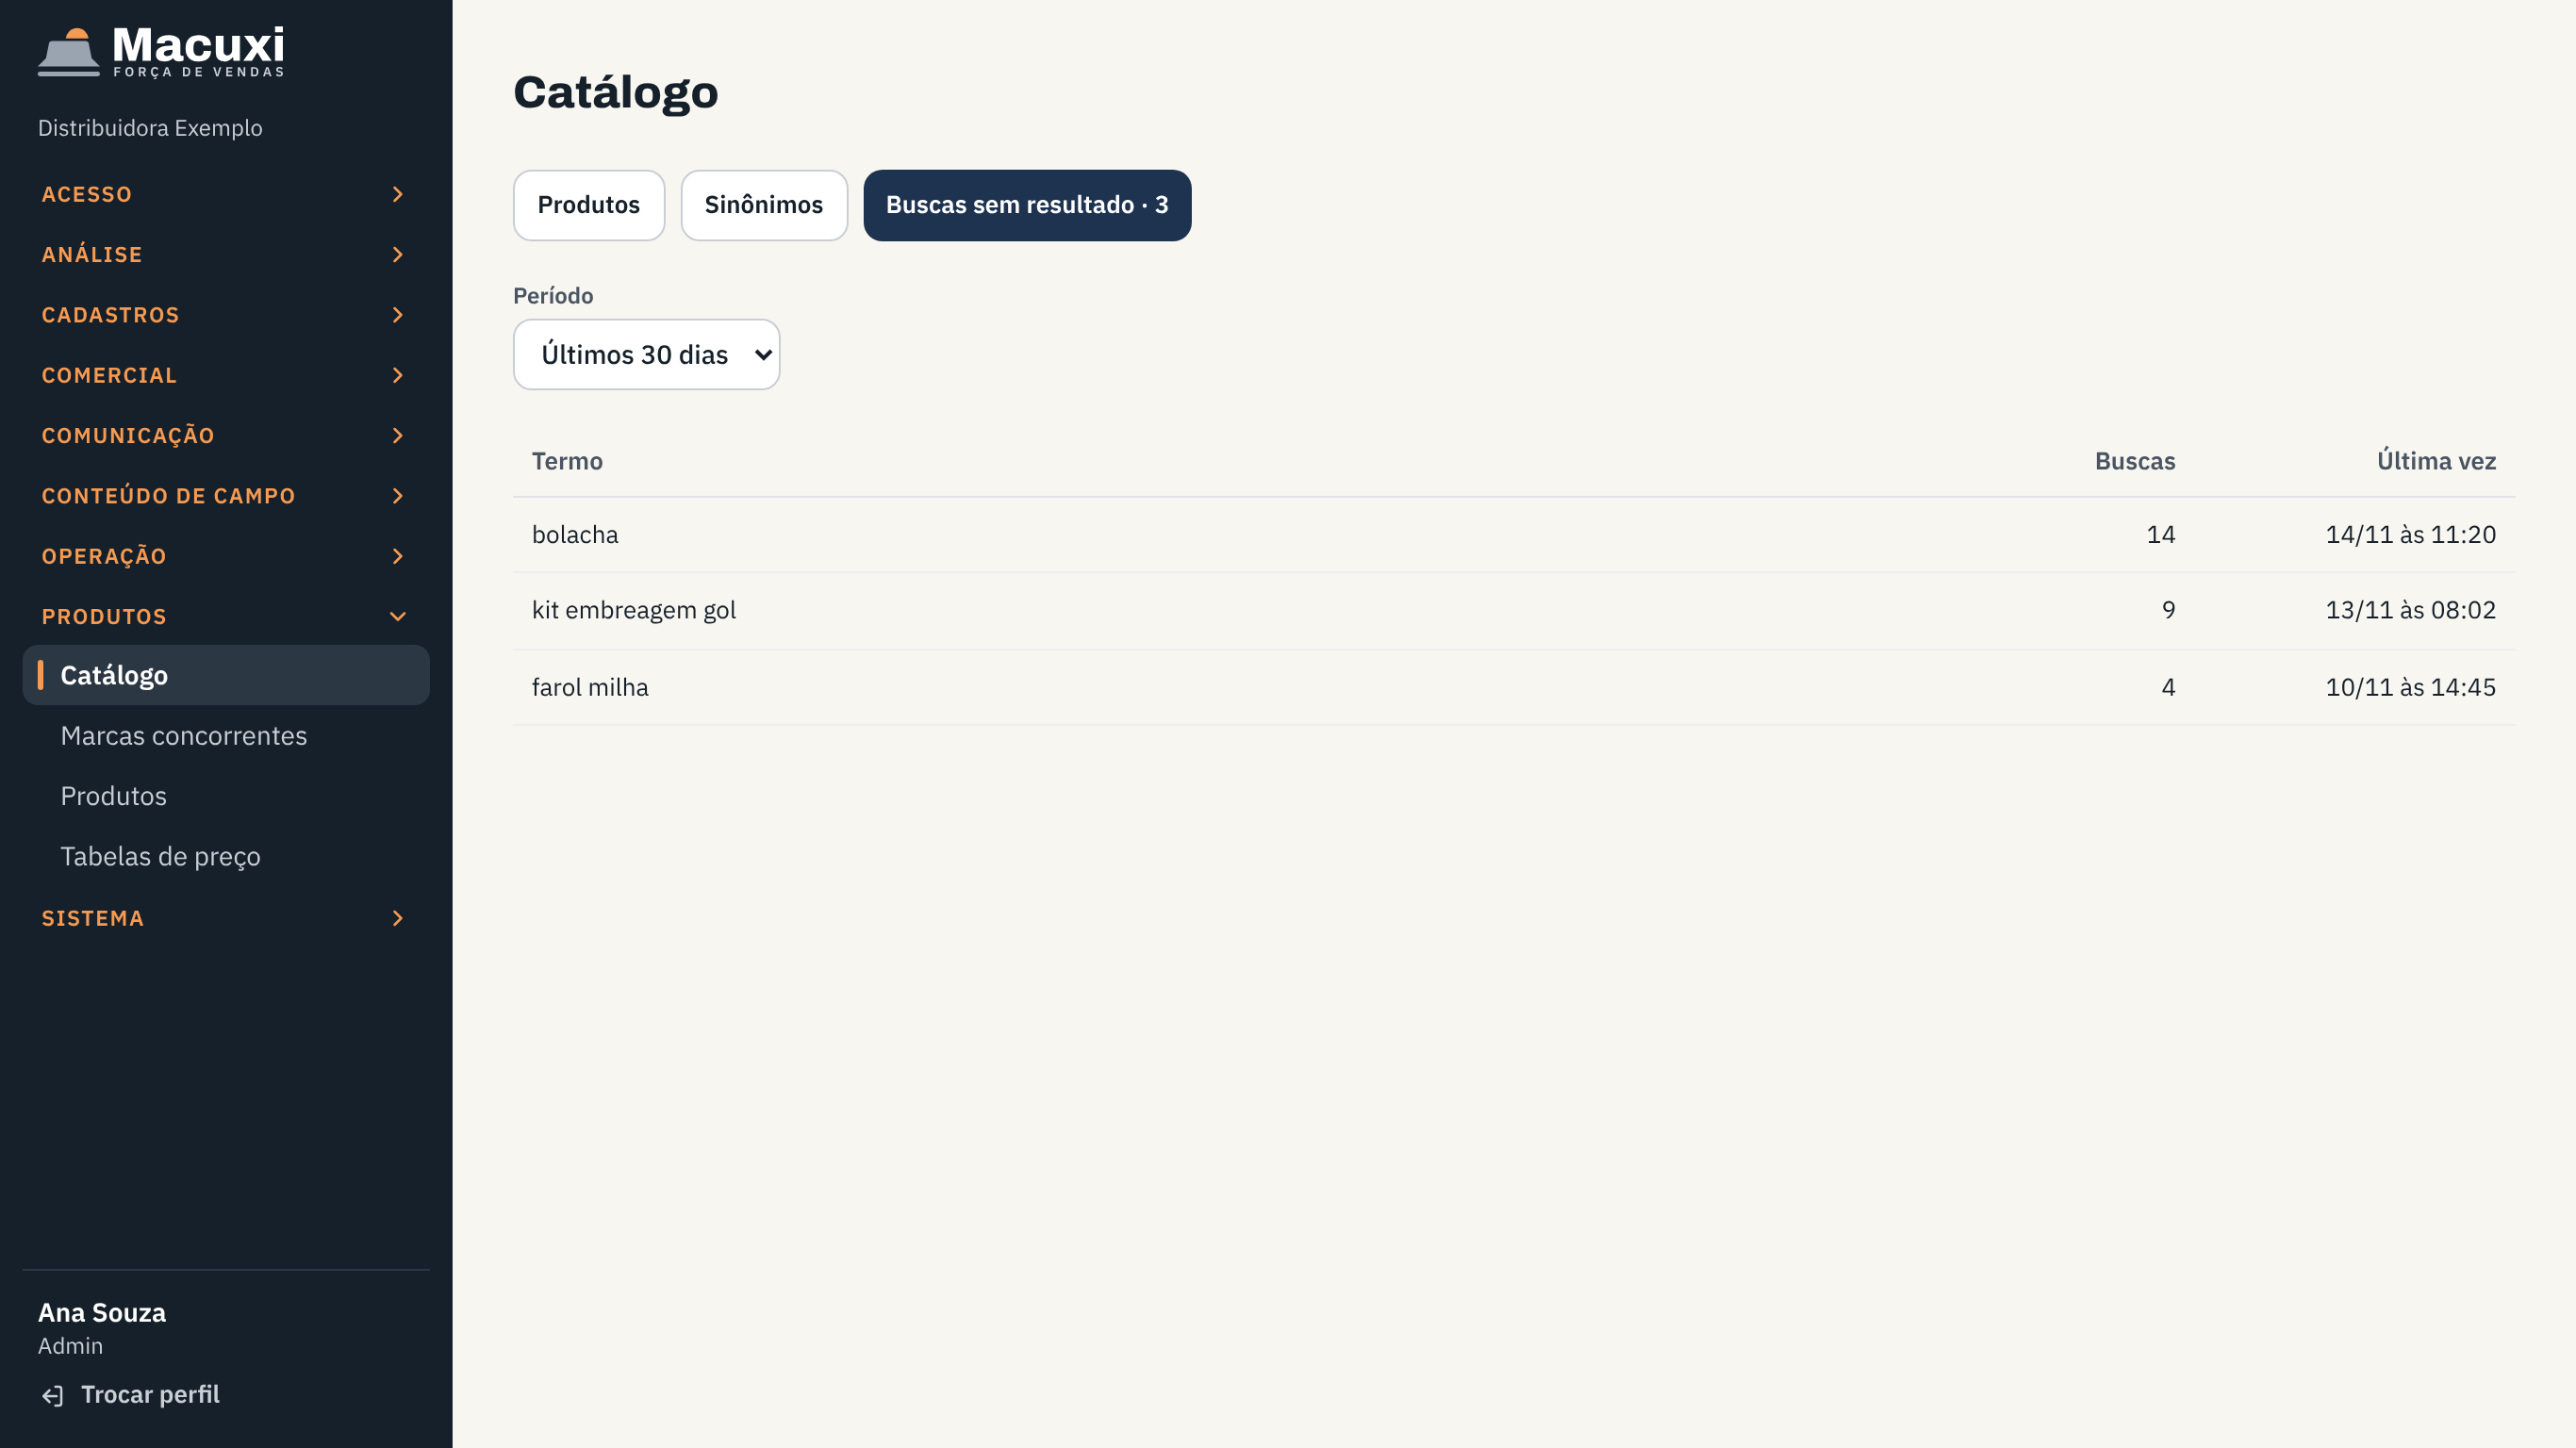 Macuxi
FORÇA DE VENDAS
Distribuidora Exemplo
ACESSO
ANÁLISE
CADASTROS
COMERCIAL
COMUNICAÇÃO
CONTEÚDO DE CAMPO
OPERAÇÃO
PRODUTOS
Catálogo
Marcas concorrentes
Produtos
Tabelas de preço
SISTEMA
Ana Souza
Admin
Trocar perfil
Catálogo
Produtos Sinônimos Buscas sem resultado · 3
Período
Últimos 30 dias
Termo Buscas Última vez
bolacha 14 14/11 às 11:20
kit embreagem gol 9 13/11 às 08:02
farol milha 4 10/11 às 14:45